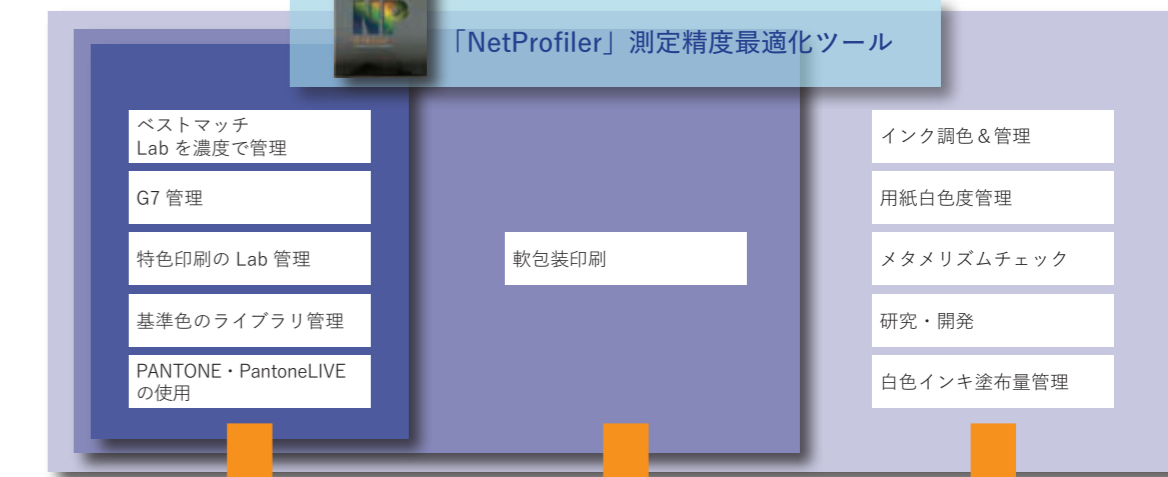 NP
「NetProfiler」測定精度最適化ツール
ベストマッチ
Lab を濃度で管理
G7 管理
特色印刷の Lab 管理
基準色のライブラリ管理
PANTONE・PantoneLIVE
の使用
軟包装印刷
インク調色＆管理
用紙白色度管理
メタメリズムチェック
研究・開発
白色インキ塗布量管理